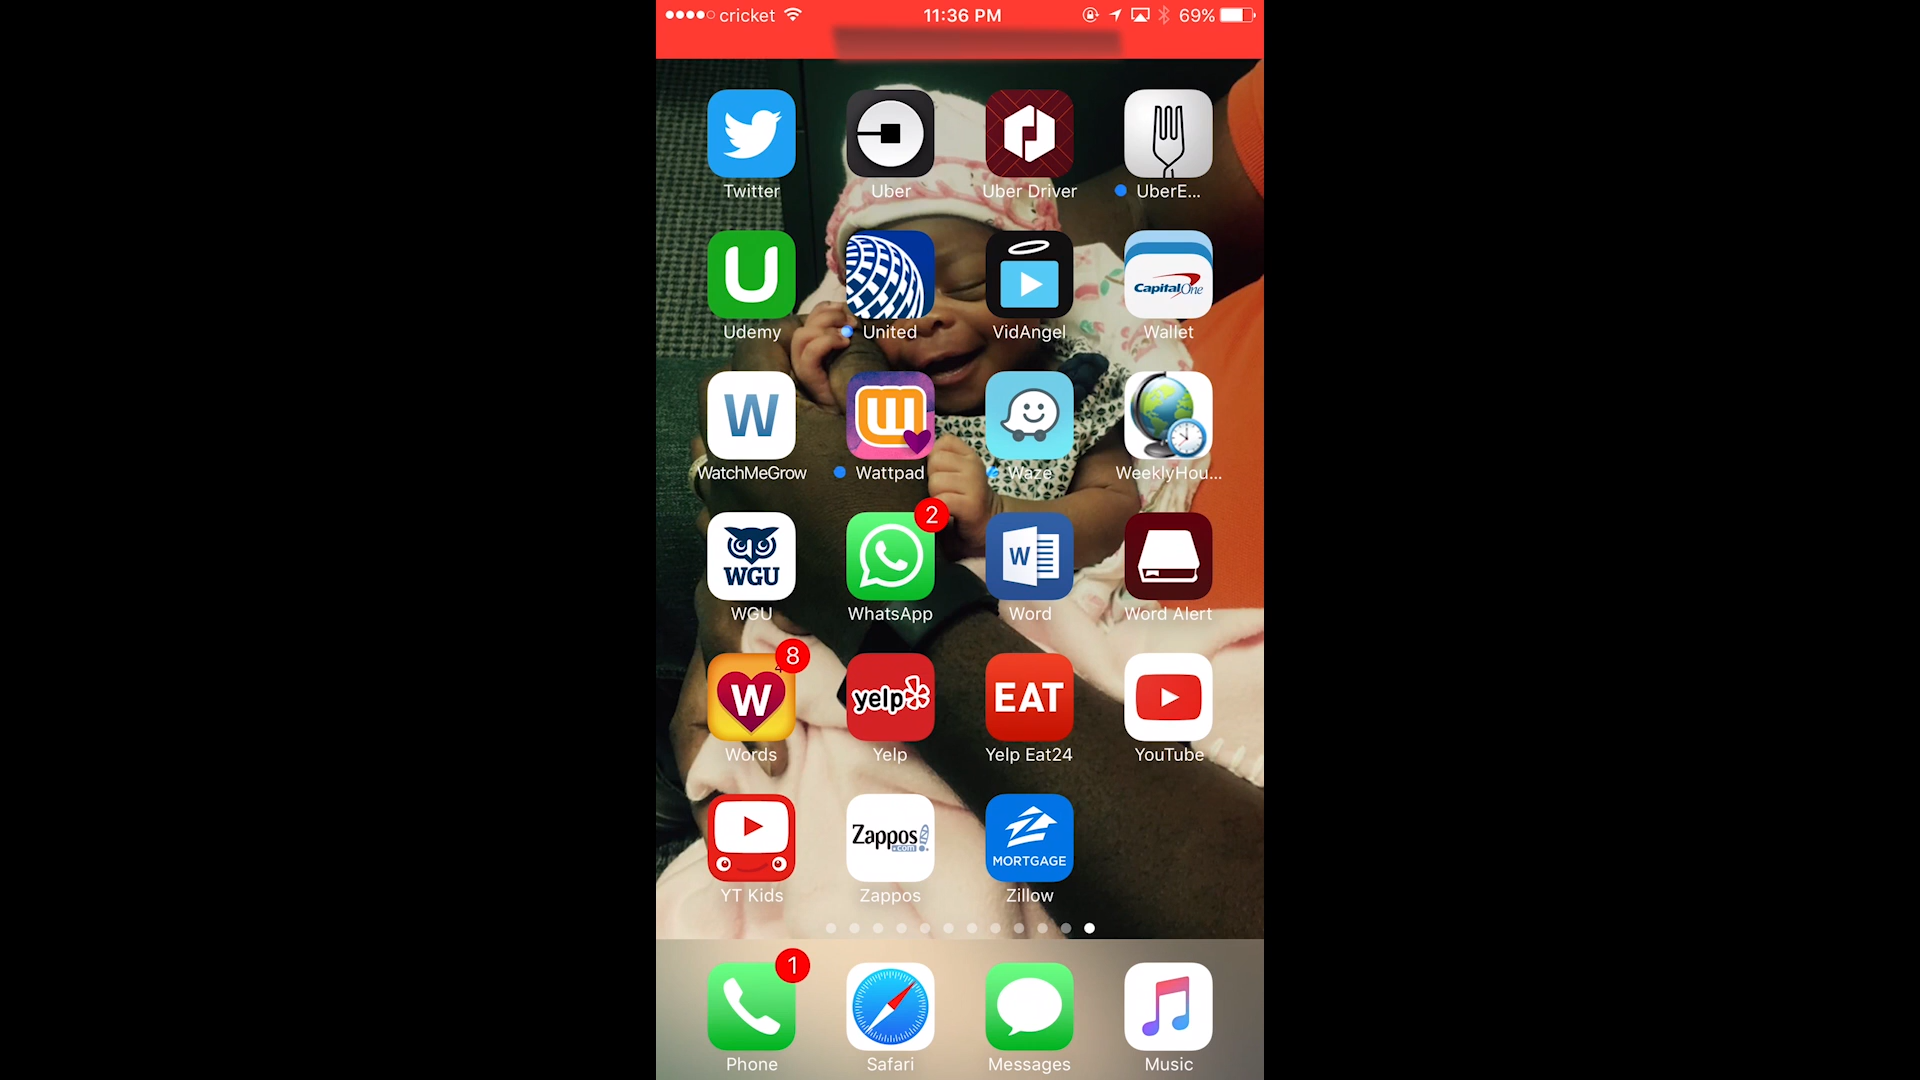 cricket 11:36 PM 69%
Twitter Uber Uber Driver UberE...
U
CapitalOne
Udemy United VidAngel Wallet
W W
WatchMeGrow Wattpad Waze WeeklyHou...
2
WGU W
WGU WhatsApp Word Word Alert
8
W yelp EAT
Words Yelp Yelp Eat24 YouTube
Zappos
.com
MORTGAGE
YT Kids Zappos Zillow
1
Phone Safari Messages Music